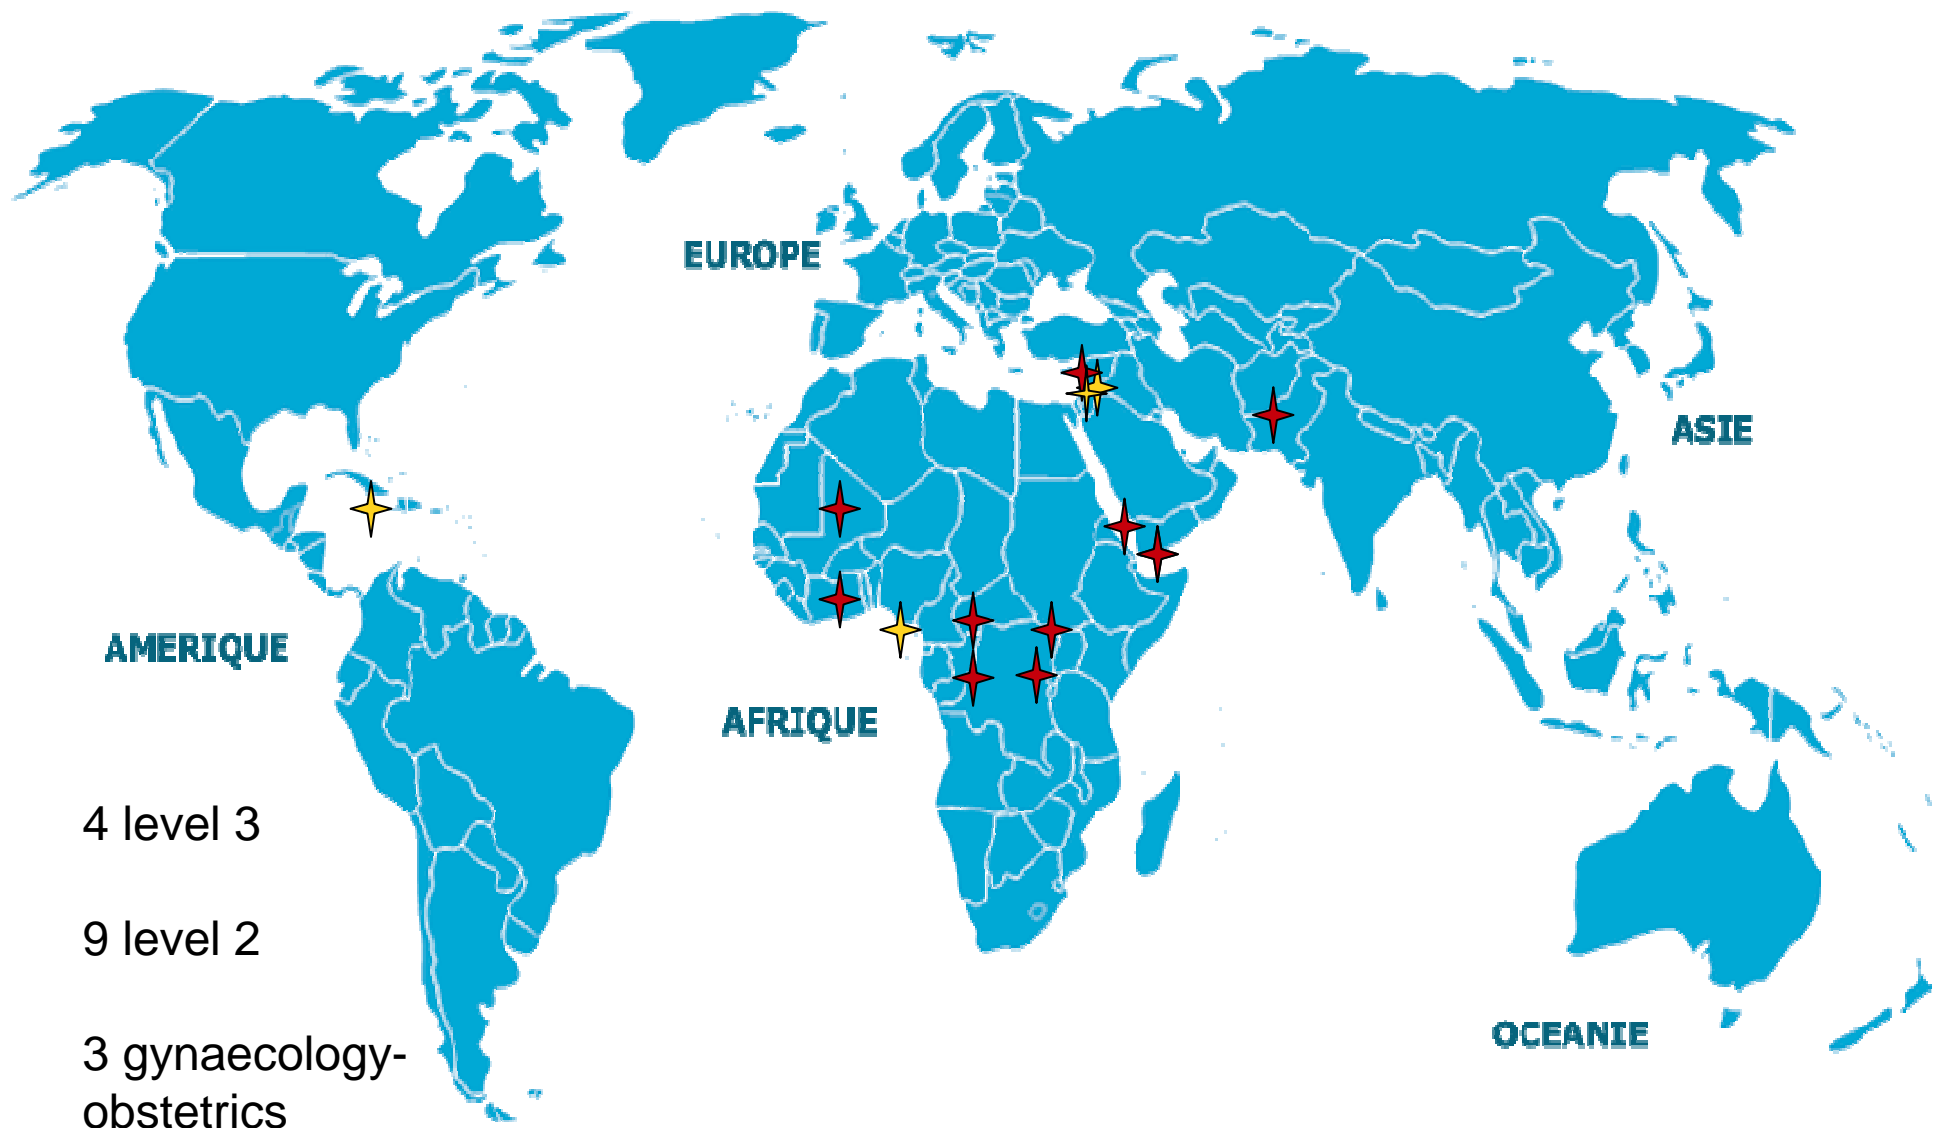 EUROPE
ASIE
AMERIQUE
AFRIQUE
4 level 3
9 level 2
OCEANIE
3 gynaecology-
obstetrics